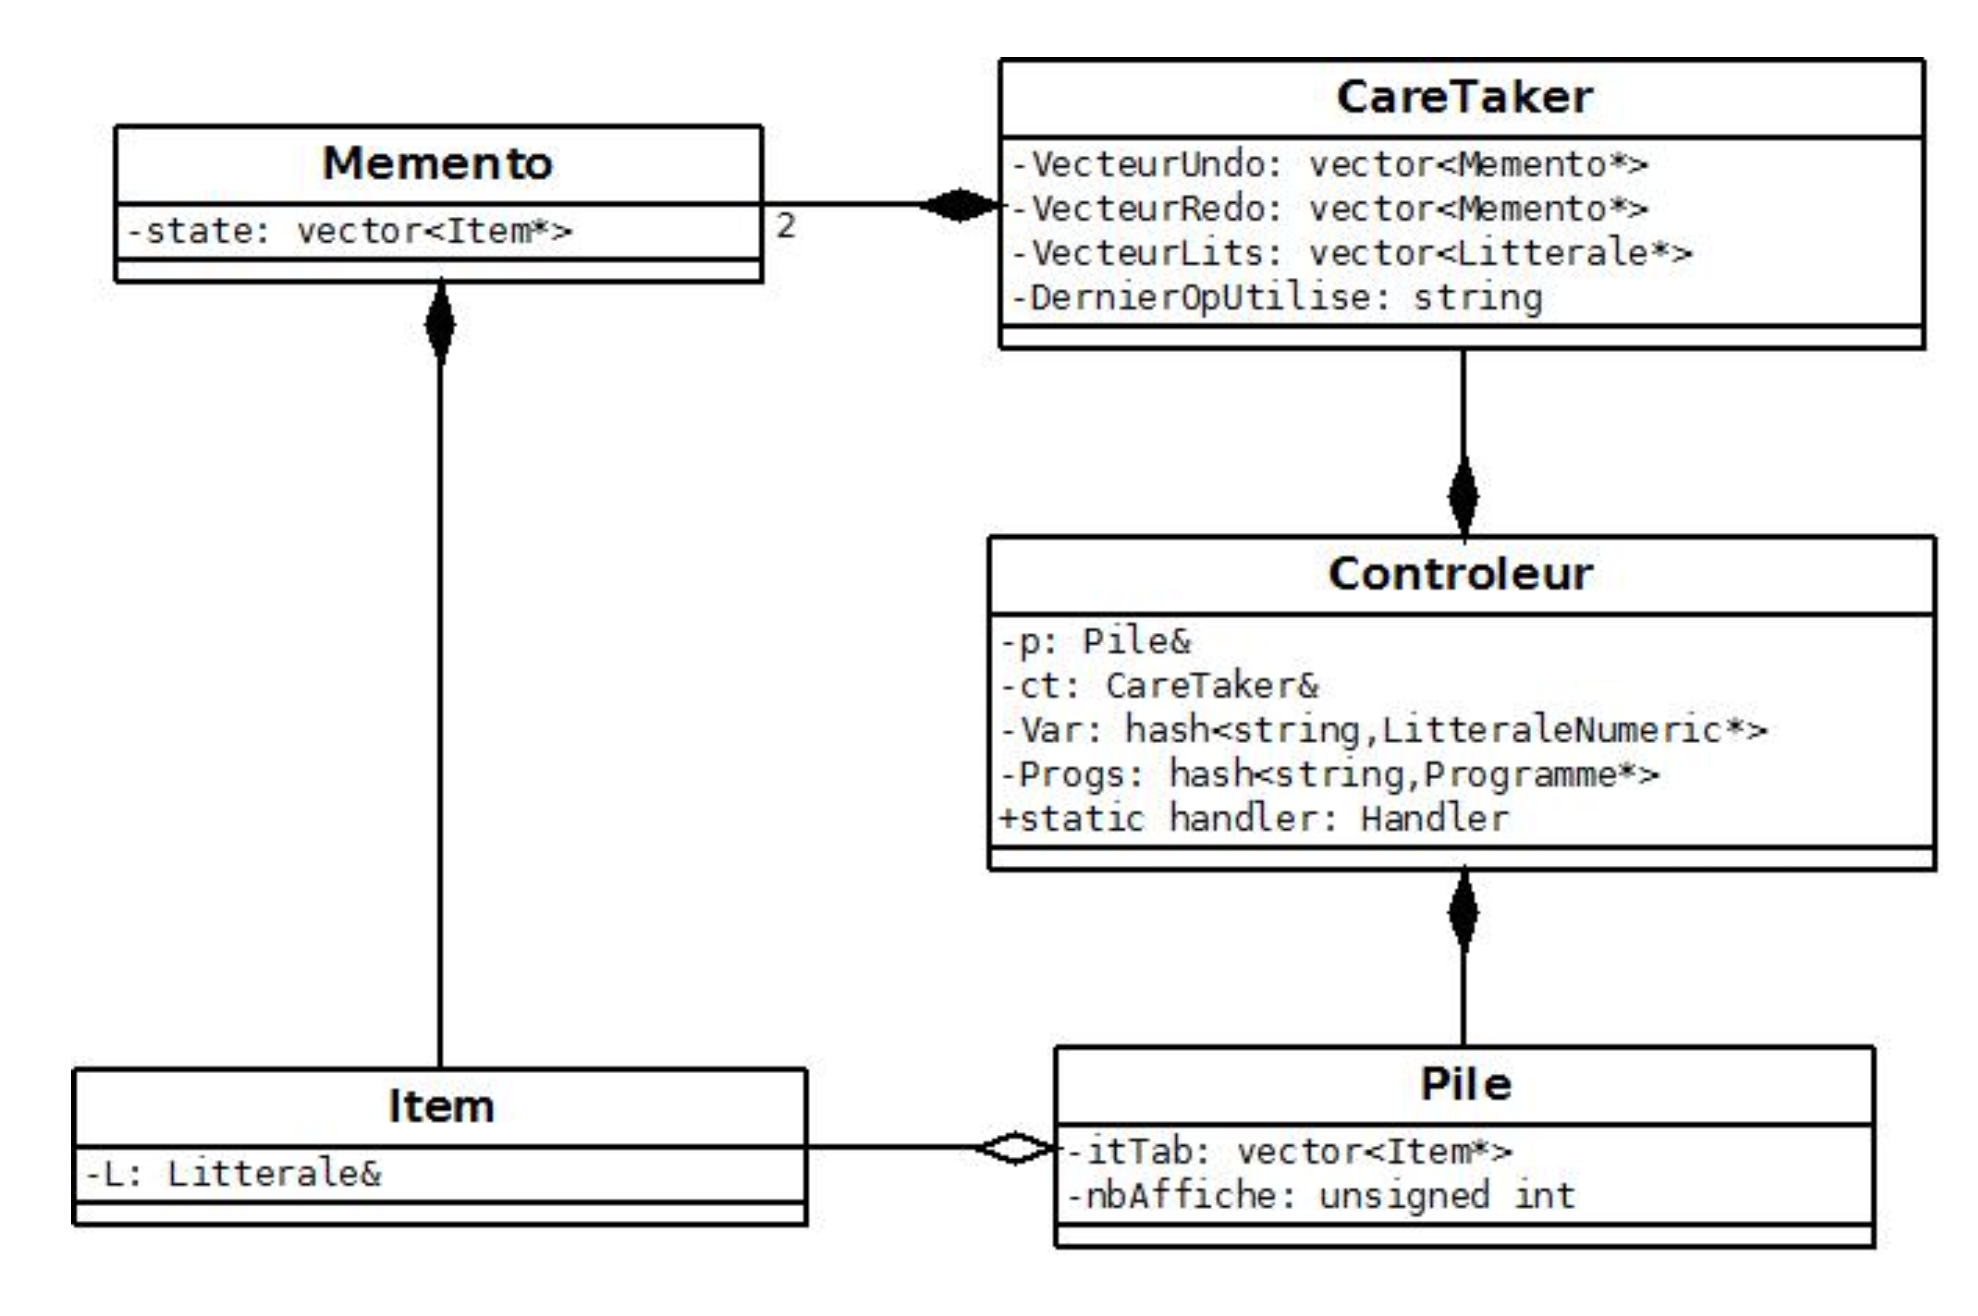 Memento
-state: vector<Item*>
2
CareTaker
-VecteurUndo: vector<Memento*>
-VecteurRedo: vector<Memento*>
-VecteurLits: vector<Litterale*>
-DernierOpUtilise: string
Controleur
-p: Pile&
-ct: CareTaker&
-Var: hash<string,LitteraleNumeric*>
-Progs: hash<string,Programme*>
+static handler: Handler
Item
-L: Litterale&
Pile
-itTab: vector<Item*>
-nbAffiche: unsigned int